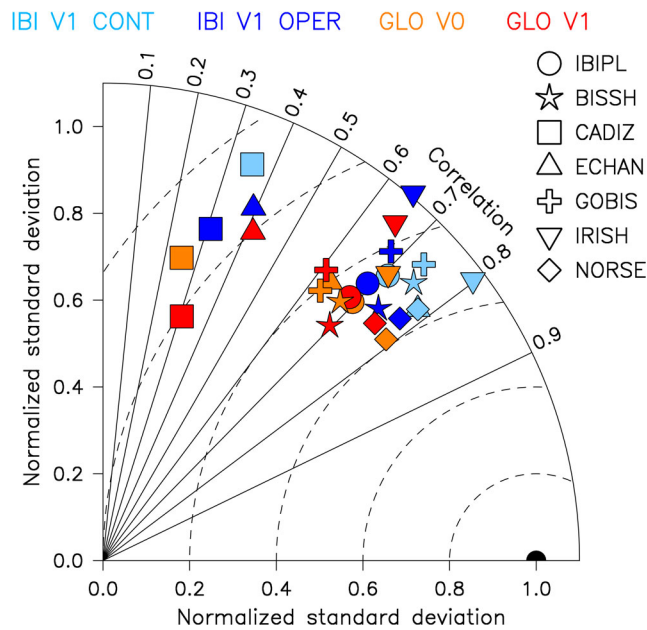 IBI V1 CONT IBI V1 OPER GLO V0 GLO V1
IBIPL
BISSH
CADIZ
ECHAN
GOBIS
IRISH
NORSE
0.1
0.2
0.3
0.4
0.5
0.6
0.7
0.8
0.9
Correlation
1.0
0.8
0.6
0.4
0.2
0.0
Normalized standard deviation
0.0 0.2 0.4 0.6 0.8 1.0
Normalized standard deviation